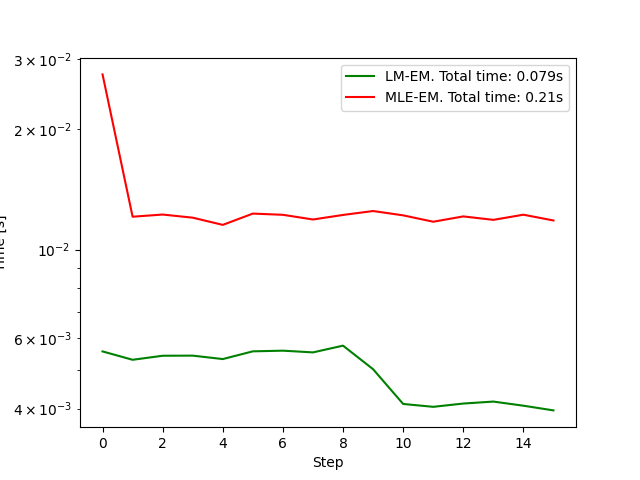 3 × 10⁻²
2 × 10⁻²
10⁻²
6 × 10⁻³
4 × 10⁻³
LM-EM. Total time: 0.079s
MLE-EM. Total time: 0.21s
0 2 4 6 8 10 12 14
Step